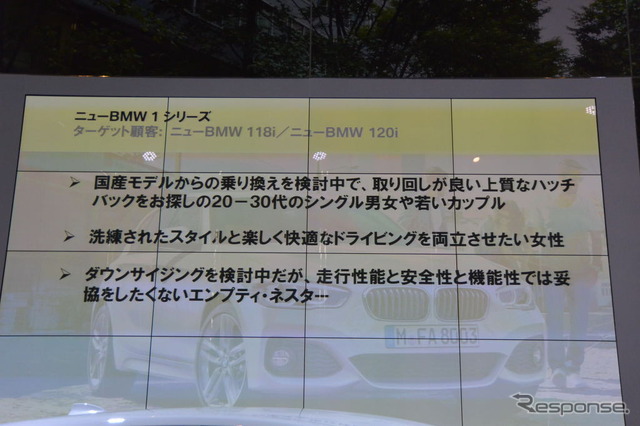 ニューBMW 1 シリーズ
ターゲット顧客: ニューBMW 118i／ニューBMW 120i
➤ 国産モデルからの乗り換えを検討中で、取り回しが良い上質なハッチ
バックをお探しの20－30代のシングル男女や若いカップル
➤ 洗練されたスタイルと楽しく快適なドライビングを両立させたい女性
➤ ダウンサイジングを検討中だが、走行性能と安全性と機能性では妥
協をしたくないエンプティ・ネスター
M FA 8003
Response.